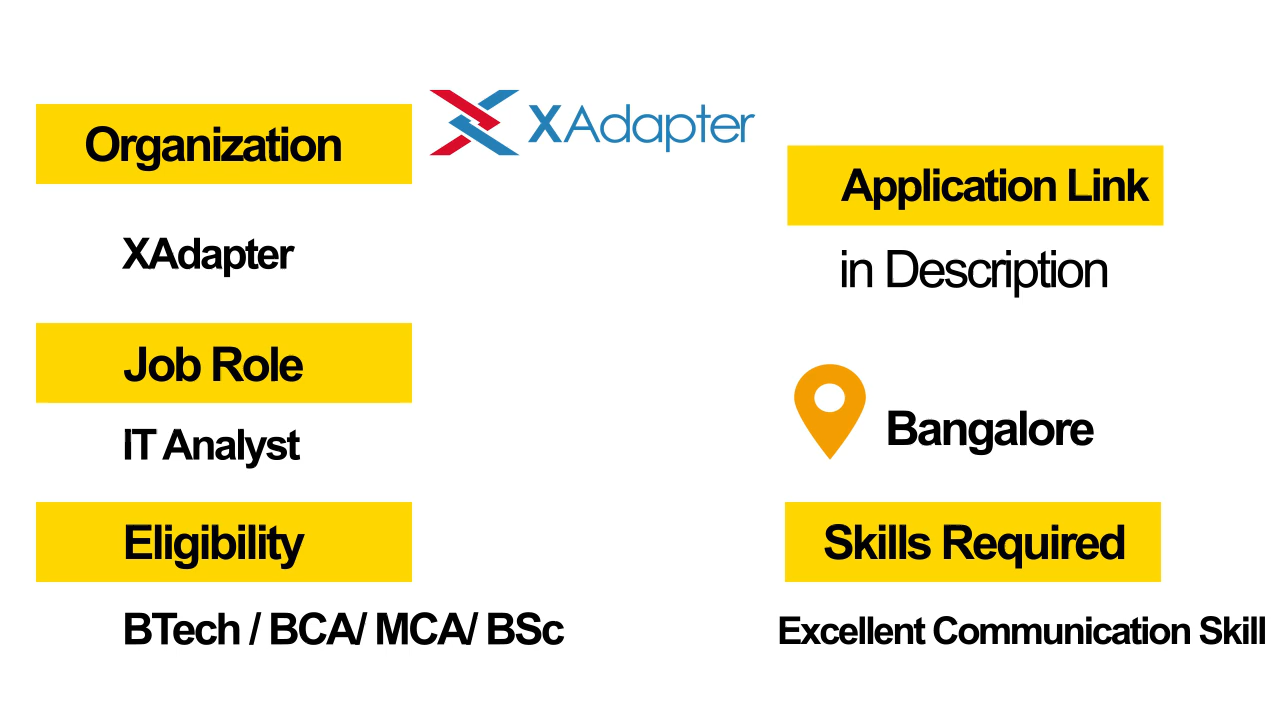 Organization
XAdapter
XAdapter
Job Role
IT Analyst
Eligibility
BTech / BCA/ MCA/ BSc
Application Link
in Description
Bangalore
Skills Required
Excellent Communication Skill